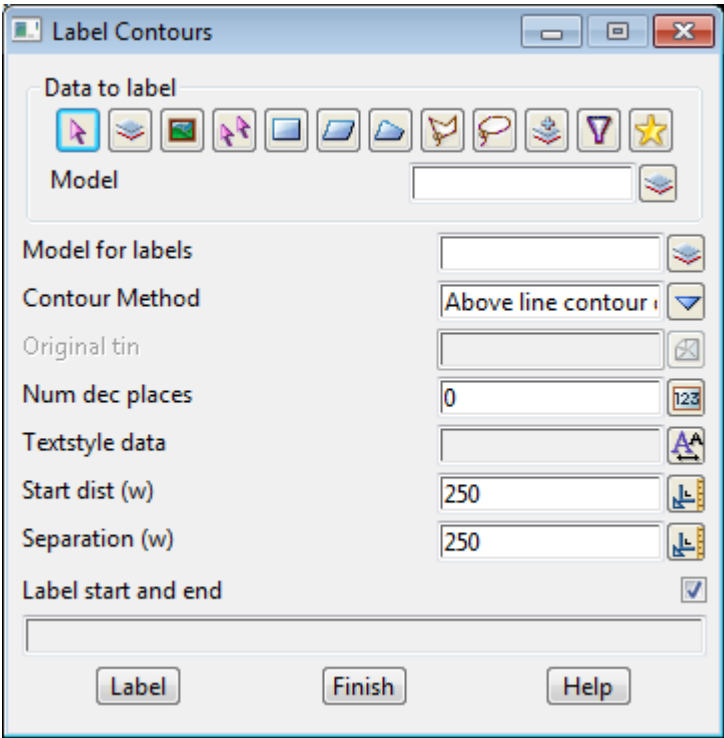 Label Contours
Data to label
Model
Model for labels
Contour Method Above line contour
Original tin
Num dec places 0 123
Textstyle data
Start dist (w) 250
Separation (w) 250
Label start and end
Label Finish Help